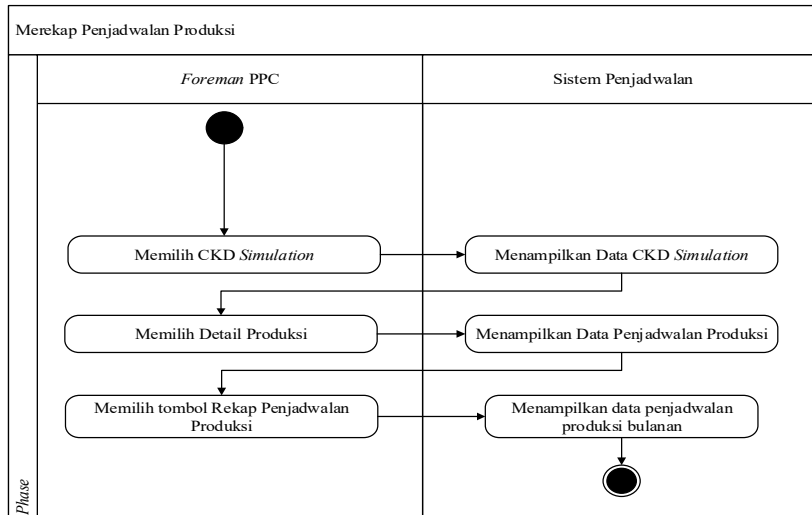 Merekap Penjadwalan Produksi
Foreman PPC
Sistem Penjadwalan
Memilih CKD Simulation
Menampilkan Data CKD Simulation
Memilih Detail Produksi
Menampilkan Data Penjadwalan Produksi
Memilih tombol Rekap Penjadwalan
Produksi
Menampilkan data penjadwalan
produksi bulanan
Phase